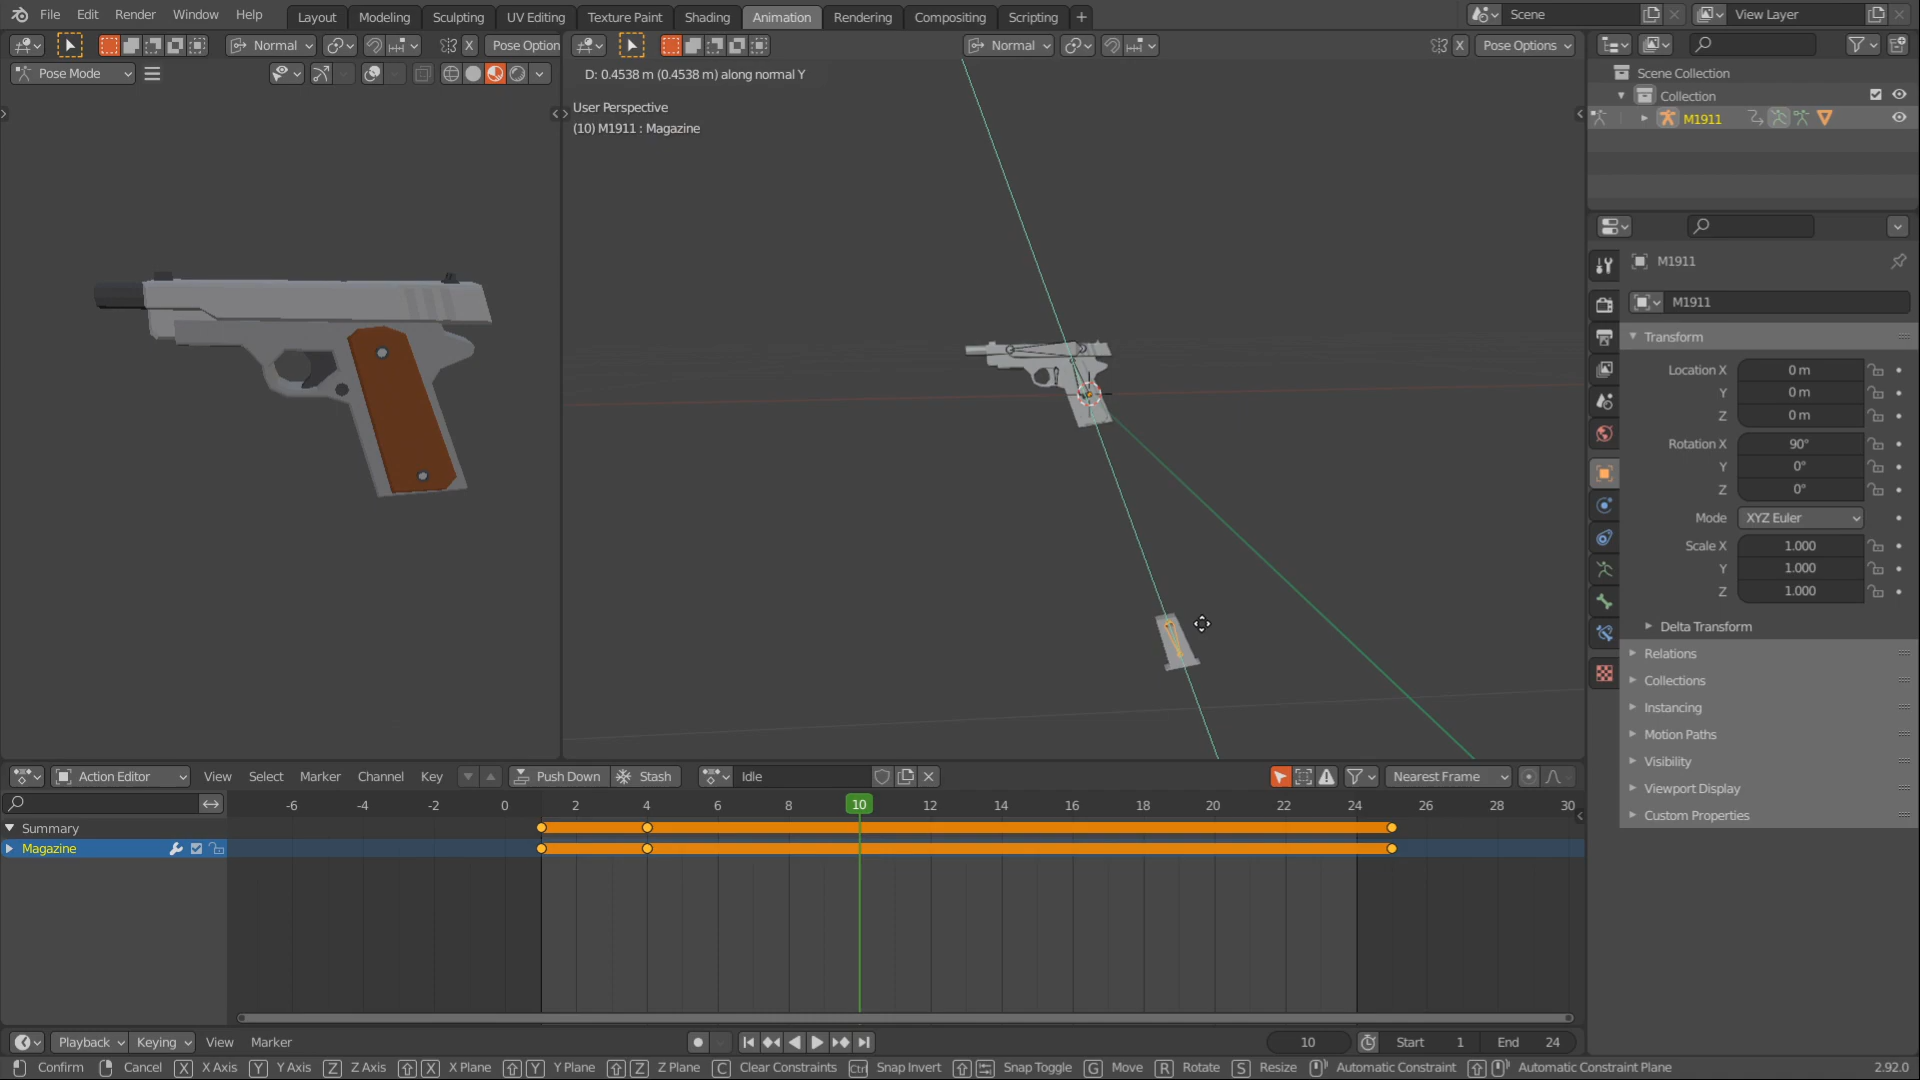 File Edit Render Window Help Layout Modeling Sculpting UV Editing Texture Paint Shading Animation Rendering Compositing Scripting + Scene View Layer
Normal X Pose Option Normal X Pose Options
Pose Mode
D: 0.4538 m (0.4538 m) along normal Y
User Perspective
(10) M1911 : Magazine
Scene Collection
Collection
M1911
M1911
M1911
Transform
Location X 0 m
Y 0 m
Z 0 m
Rotation X 90°
Y 0°
Z 0°
Mode XYZ Euler
Scale X 1.000
Y 1.000
Z 1.000
Delta Transform
Relations
Collections
Instancing
Motion Paths
Visibility
Viewport Display
Custom Properties
Action Editor View Select Marker Channel Key Push Down Stash Idle Nearest Frame
-6 -4 -2 0 2 4 6 8 10 12 14 16 18 20 22 24 26 28 30
Summary
Magazine
Playback Keying View Marker 10 Start 1 End 24
Confirm Cancel X X Axis Y Y Axis Z Z Axis X X Plane Y Y Plane Z Z Plane C Clear Constraints Ctrl Snap Invert Snap Toggle G Move R Rotate S Resize Automatic Constraint Automatic Constraint Plane 2.92.0